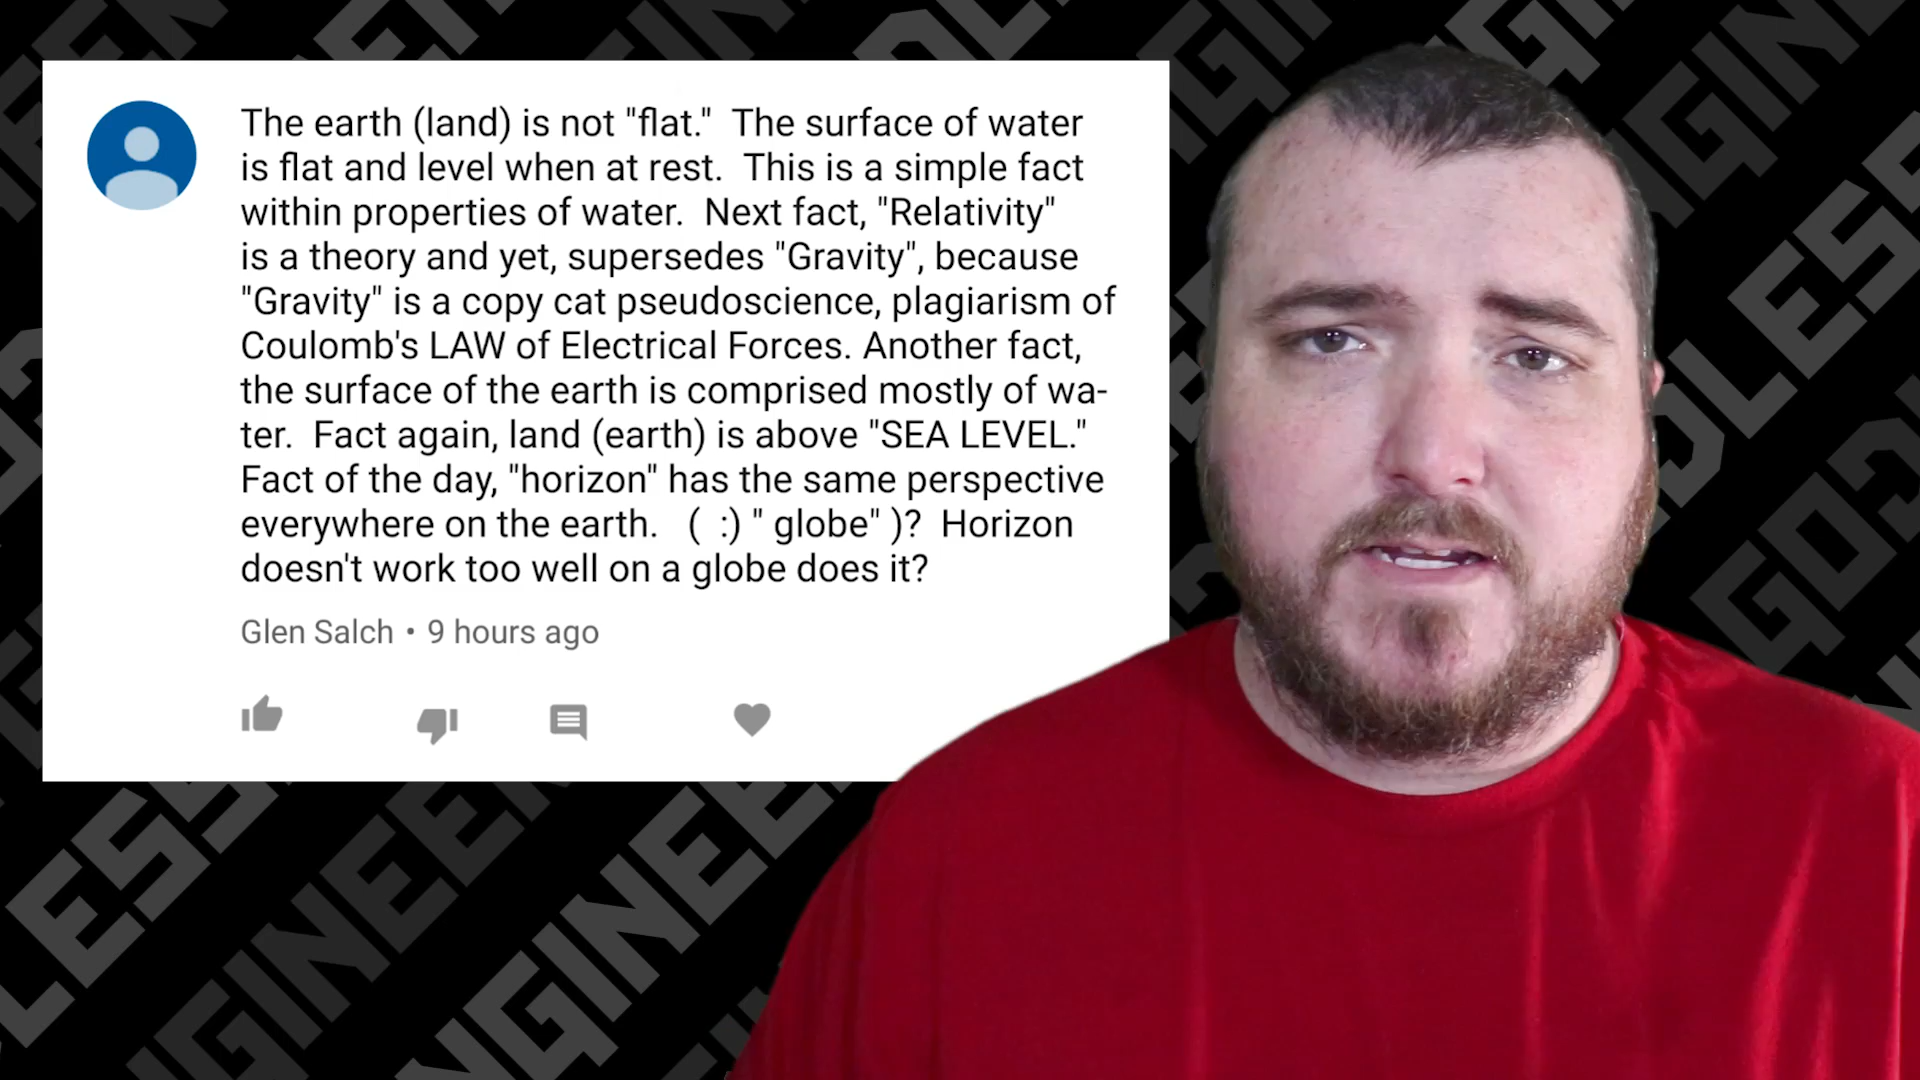 The earth (land) is not "flat."  The surface of water
is flat and level when at rest.  This is a simple fact
within properties of water.  Next fact, "Relativity"
is a theory and yet, supersedes "Gravity", because
"Gravity" is a copy cat pseudoscience, plagiarism of
Coulomb's LAW of Electrical Forces. Another fact,
the surface of the earth is comprised mostly of wa-
ter.  Fact again, land (earth) is above "SEA LEVEL."
Fact of the day, "horizon" has the same perspective
everywhere on the earth.   (  :) " globe" )?  Horizon
doesn't work too well on a globe does it?
Glen Salch • 9 hours ago